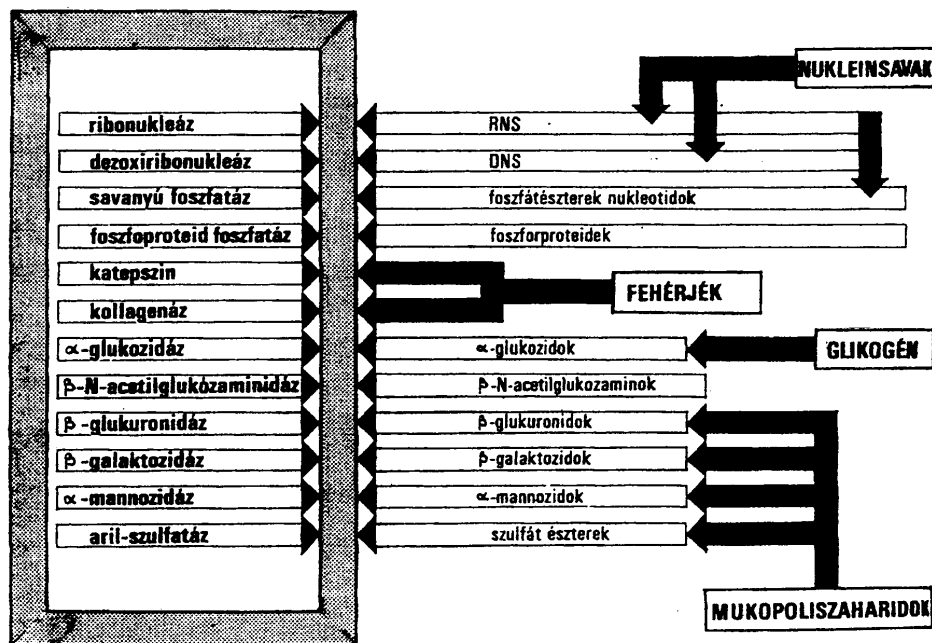 NUKLEINSAVAK
ribonukleáz RNS
dezoxiribonukleáz DNS
savanyú foszfatáz foszfátészterek nukleotidok
foszfoproteid foszfatáz foszforproteidek
katepszin
FEHÉRJÉK
kollagenáz
α-glukozidáz α-glukozidok GLIKOGÉN
β-N-acetilglukózaminidáz β-N-acetilglukozaminok
β-glukuronidáz β-glukuronidok
β-galaktozidáz β-galaktozidok
α-mannozidáz α-mannozidok
aril-szulfatáz szulfát észterek
MUKOPOLISZAHARIDOK